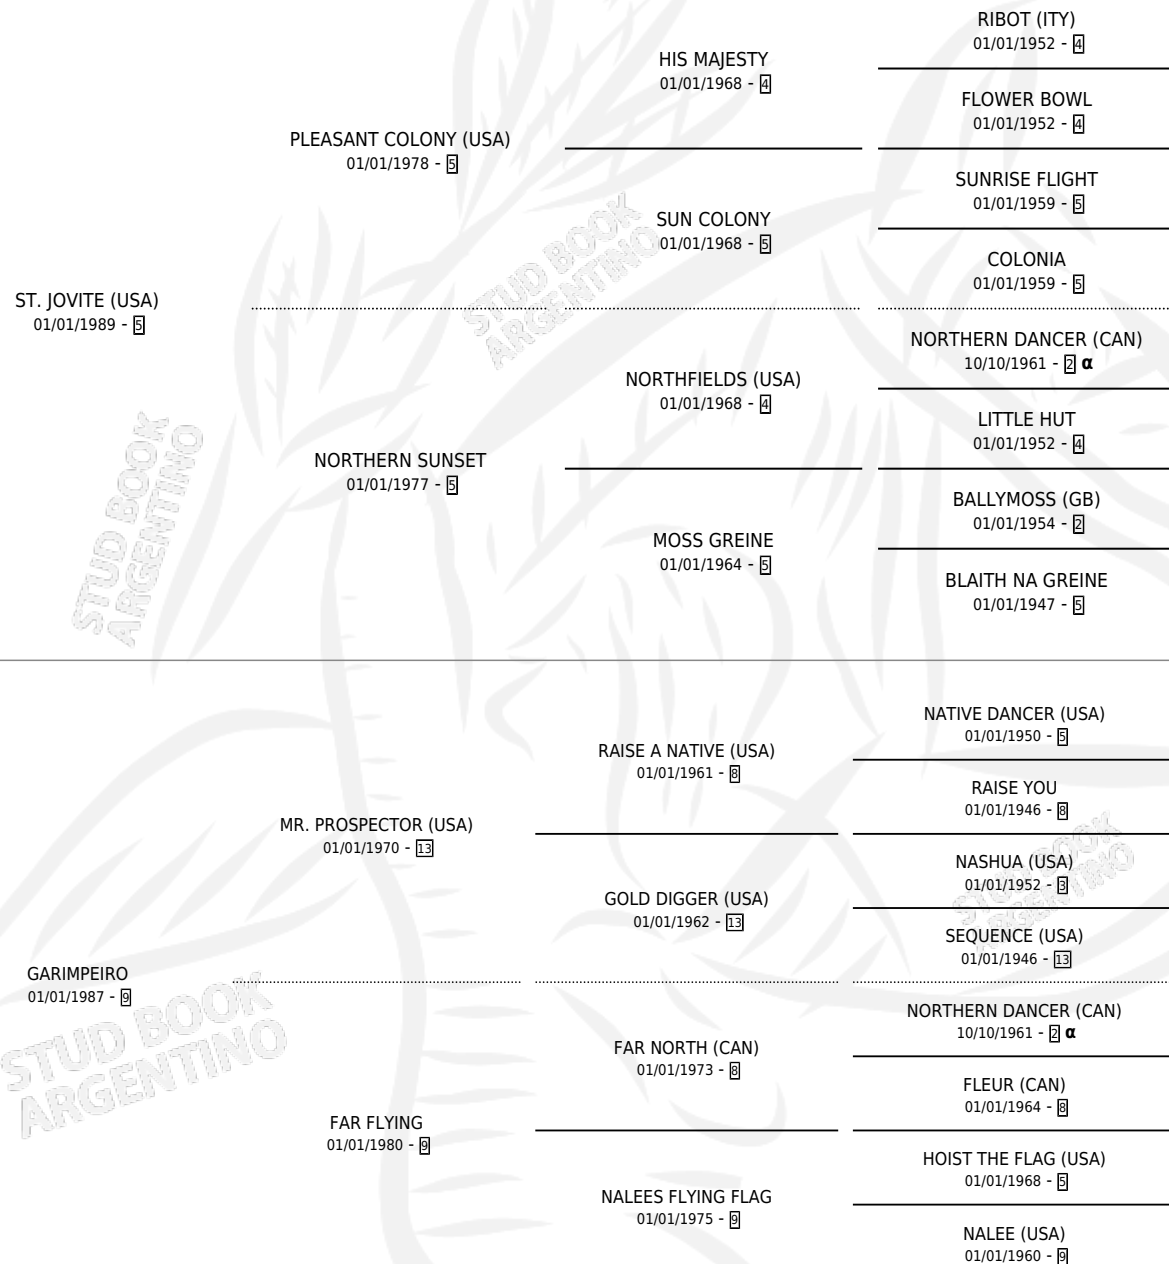 RIBOT (ITY)
01/01/1952 - 4
HIS MAJESTY
01/01/1968 - 4
FLOWER BOWL
01/01/1952 - 4
PLEASANT COLONY (USA)
01/01/1978 - 5
SUNRISE FLIGHT
01/01/1959 - 5
SUN COLONY
01/01/1968 - 5
COLONIA
01/01/1959 - 5
ST. JOVITE (USA)
01/01/1989 - 5
NORTHERN DANCER (CAN)
10/10/1961 - 2 α
NORTHFIELDS (USA)
01/01/1968 - 4
LITTLE HUT
01/01/1952 - 4
NORTHERN SUNSET
01/01/1977 - 5
BALLYMOSS (GB)
01/01/1954 - 2
MOSS GREINE
01/01/1964 - 5
BLAITH NA GREINE
01/01/1947 - 5
NATIVE DANCER (USA)
01/01/1950 - 5
RAISE A NATIVE (USA)
01/01/1961 - 8
RAISE YOU
01/01/1946 - 8
MR. PROSPECTOR (USA)
01/01/1970 - 13
NASHUA (USA)
01/01/1952 - 3
GOLD DIGGER (USA)
01/01/1962 - 13
SEQUENCE (USA)
01/01/1946 - 13
GARIMPEIRO
01/01/1987 - 9
NORTHERN DANCER (CAN)
10/10/1961 - 2 α
FAR NORTH (CAN)
01/01/1973 - 8
FLEUR (CAN)
01/01/1964 - 8
FAR FLYING
01/01/1980 - 9
HOIST THE FLAG (USA)
01/01/1968 - 5
NALEES FLYING FLAG
01/01/1975 - 9
NALEE (USA)
01/01/1960 - 9
STUD BOOK
ARGENTINO
STUD BOOK
ARGENTINO
STUD BOOK
ARGENTINO
STUD BOOK
ARGENTINO